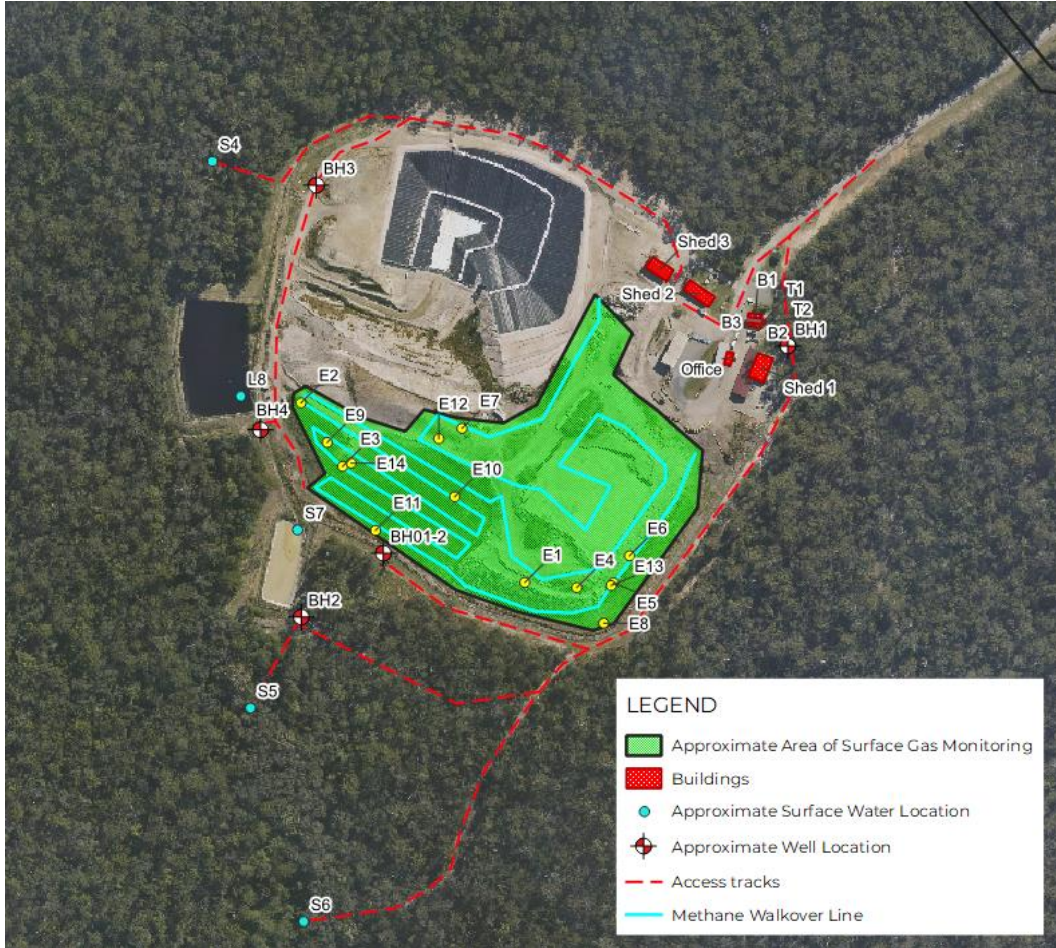 S4
BH3
Shed 3
Shed 2
B1
T1
T2
B3
B2
BH1
Office
Shed 1
L8
BH4
E2
E9
E3
E14
E12
E7
E10
E11
S7
BH01-2
E1
E4
E6
E13
E5
E8
BH2
S5
S6
LEGEND
Approximate Area of Surface Gas Monitoring
Buildings
Approximate Surface Water Location
Approximate Well Location
Access tracks
Methane Walkover Line